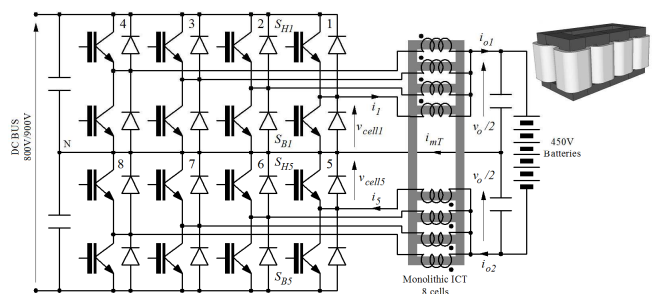 4 3 2 S_H1 1
i_o1
DC BUS
800V/900V
i_1
v_o/2
N
v_cell1
S_B1
i_mT
450V
Batteries
8 7 6 S_H5 5
v_cell5
v_o/2
i_5
S_B5
i_o2
Monolithic ICT
8 cells